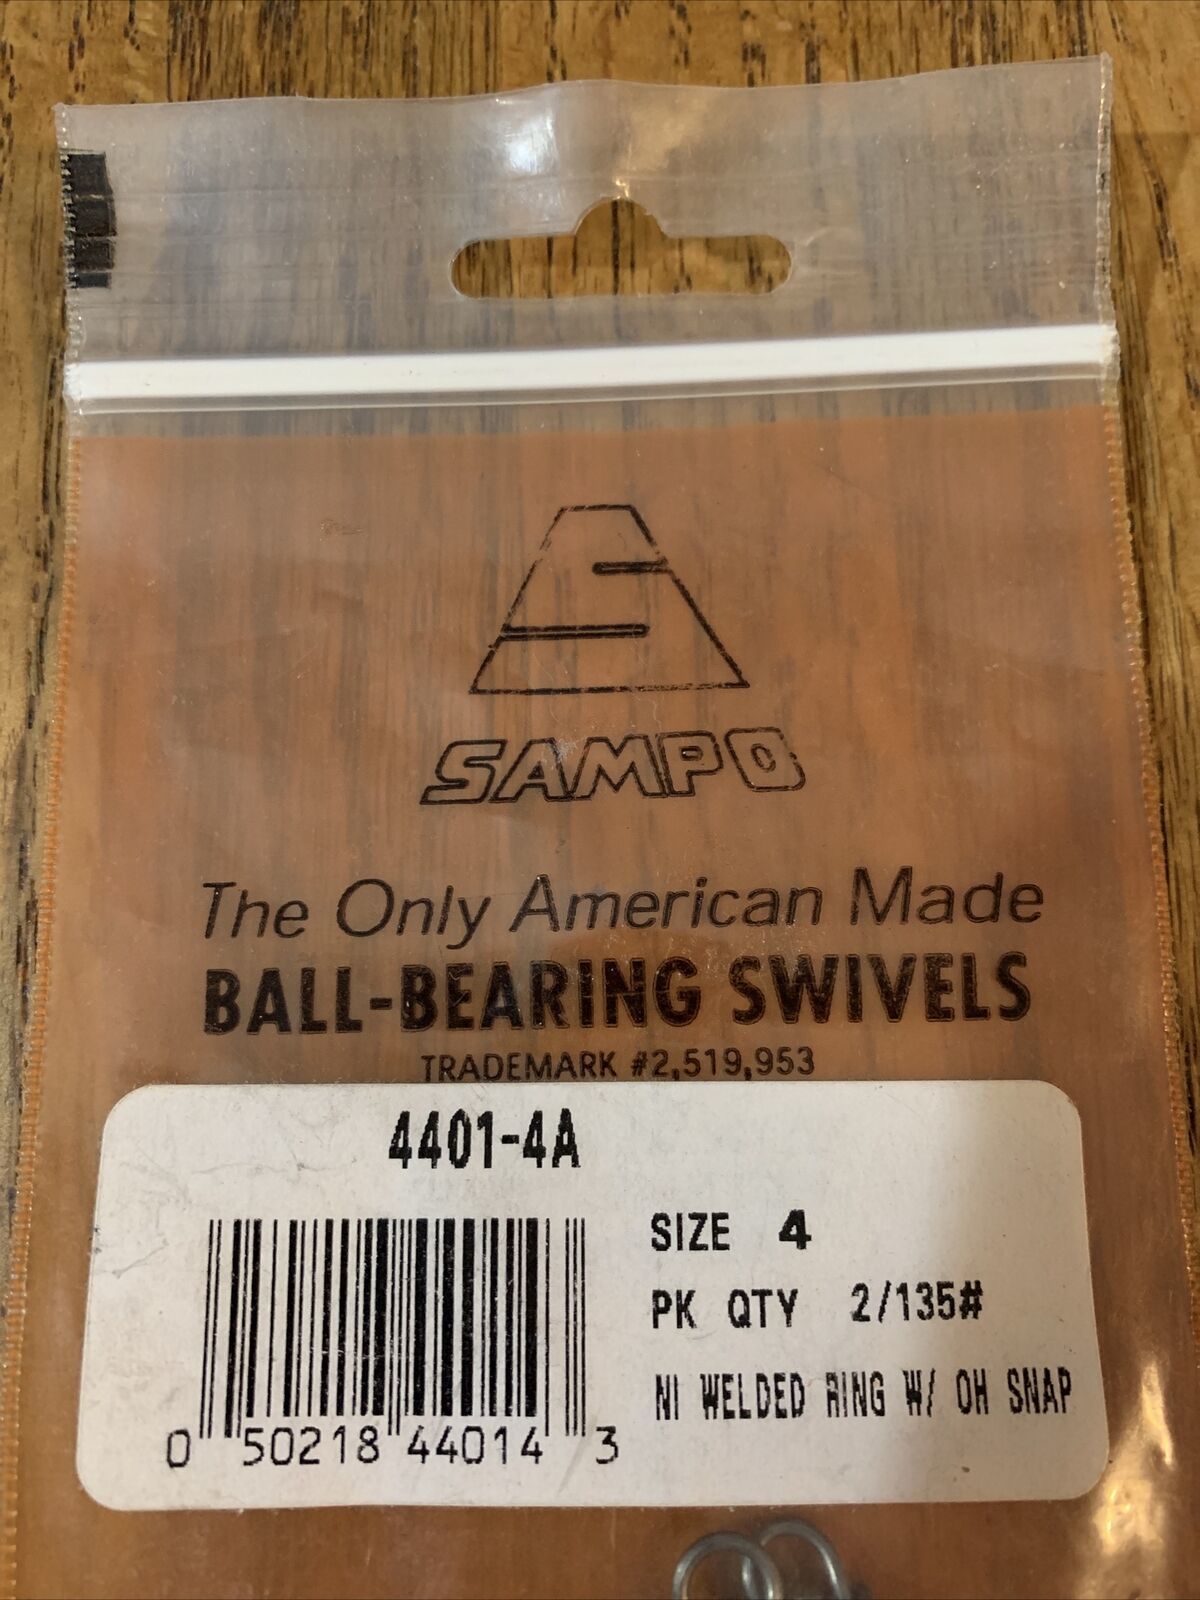 S
SAMPO
The Only American Made
BALL-BEARING SWIVELS
TRADEMARK #2,519,953
4401-4A
SIZE 4
PK QTY 2/135#
NI WELDED RING W/ OH SNAP
0 50218 44014 3